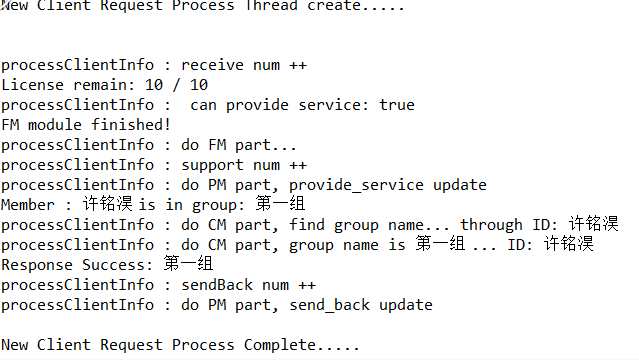 New Client Request Process Thread create.....
processClientInfo : receive num ++
License remain: 10 / 10
processClientInfo :  can provide service: true
FM module finished!
processClientInfo : do FM part...
processClientInfo : support num ++
processClientInfo : do PM part, provide_service update
Member : 许铭淏 is in group: 第一组
processClientInfo : do CM part, find group name... through ID: 许铭淏
processClientInfo : do CM part, group name is 第一组 ... ID: 许铭淏
Response Success: 第一组
processClientInfo : sendBack num ++
processClientInfo : do PM part, send_back update
New Client Request Process Complete.....